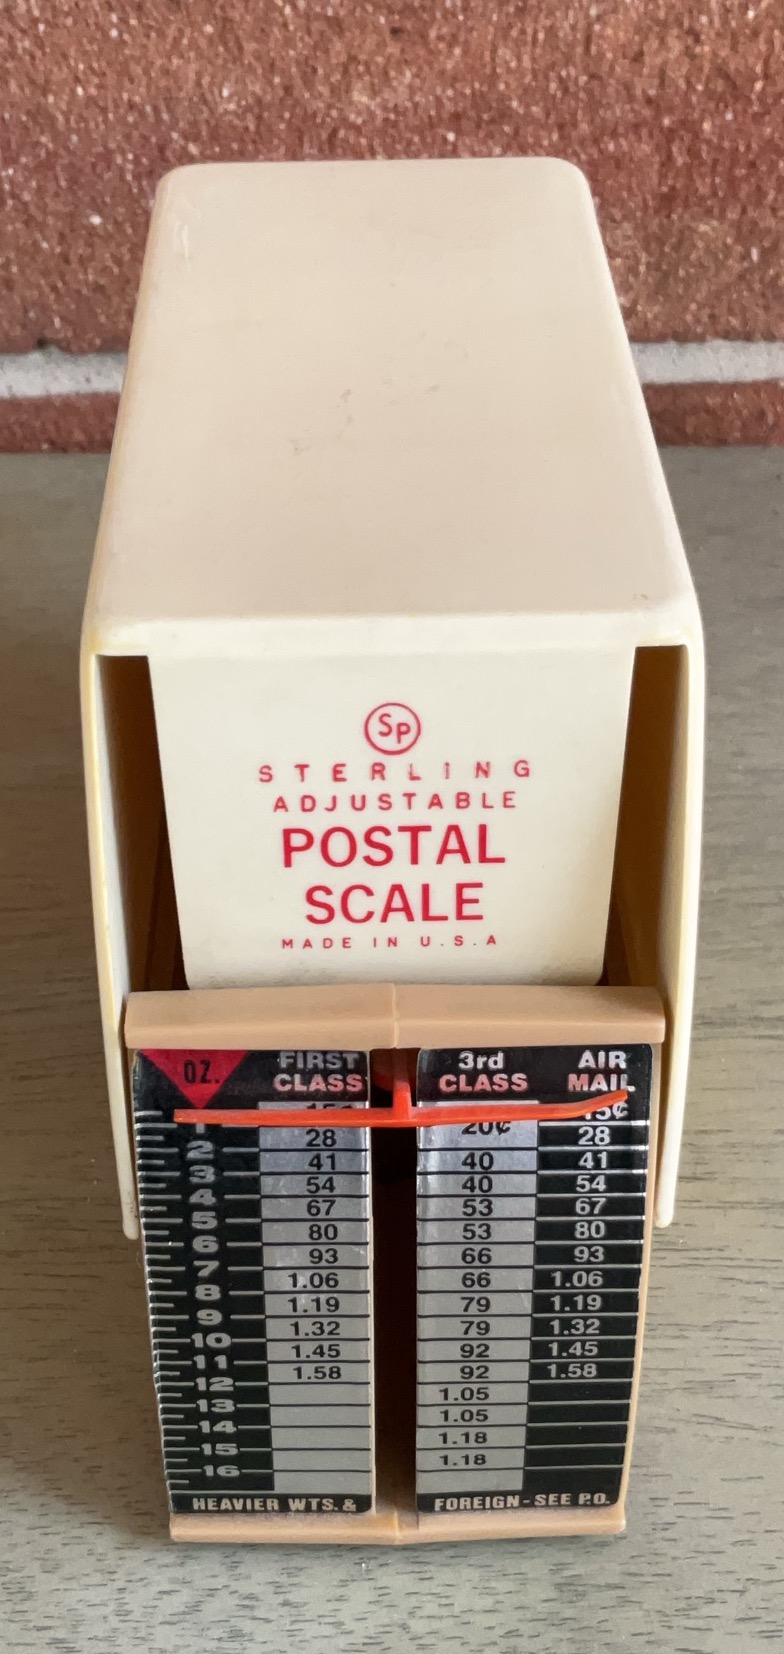 SP
STERLING
ADJUSTABLE
POSTAL
SCALE
MADE IN U.S.A
OZ. FIRST CLASS 3rd CLASS AIR MAIL
1 15¢ 20¢ 15¢
2 28 40 28
3 41 40 41
4 54 53 54
5 67 53 67
6 80 66 80
7 93 66 93
8 1.06 79 1.06
9 1.19 79 1.19
10 1.32 92 1.32
11 1.45 92 1.45
12 1.58 1.05 1.58
13 1.05
14 1.18
15 1.18
16
HEAVIER WTS. & FOREIGN-SEE P.O.